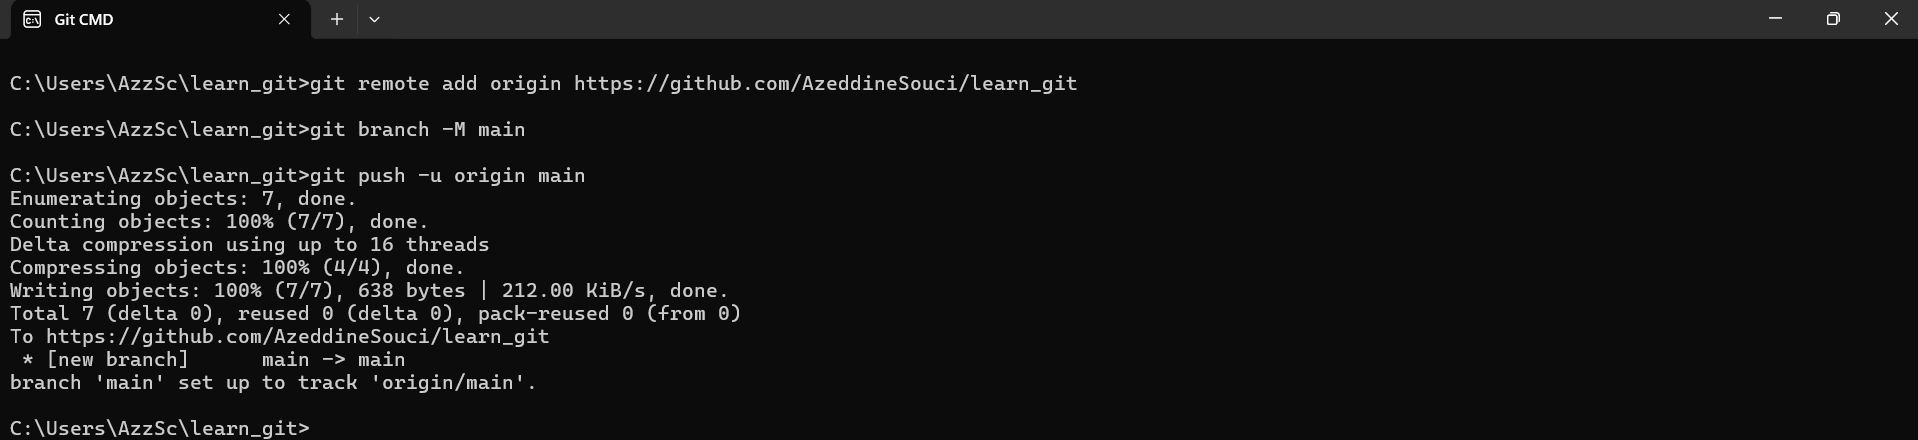 Git CMD
C:\Users\AzzSc\learn_git>git remote add origin https://github.com/AzeddineSouci/learn_git
C:\Users\AzzSc\learn_git>git branch -M main
C:\Users\AzzSc\learn_git>git push -u origin main
Enumerating objects: 7, done.
Counting objects: 100% (7/7), done.
Delta compression using up to 16 threads
Compressing objects: 100% (4/4), done.
Writing objects: 100% (7/7), 638 bytes | 212.00 KiB/s, done.
Total 7 (delta 0), reused 0 (delta 0), pack-reused 0 (from 0)
To https://github.com/AzeddineSouci/learn_git
 * [new branch]      main -> main
branch 'main' set up to track 'origin/main'.
C:\Users\AzzSc\learn_git>